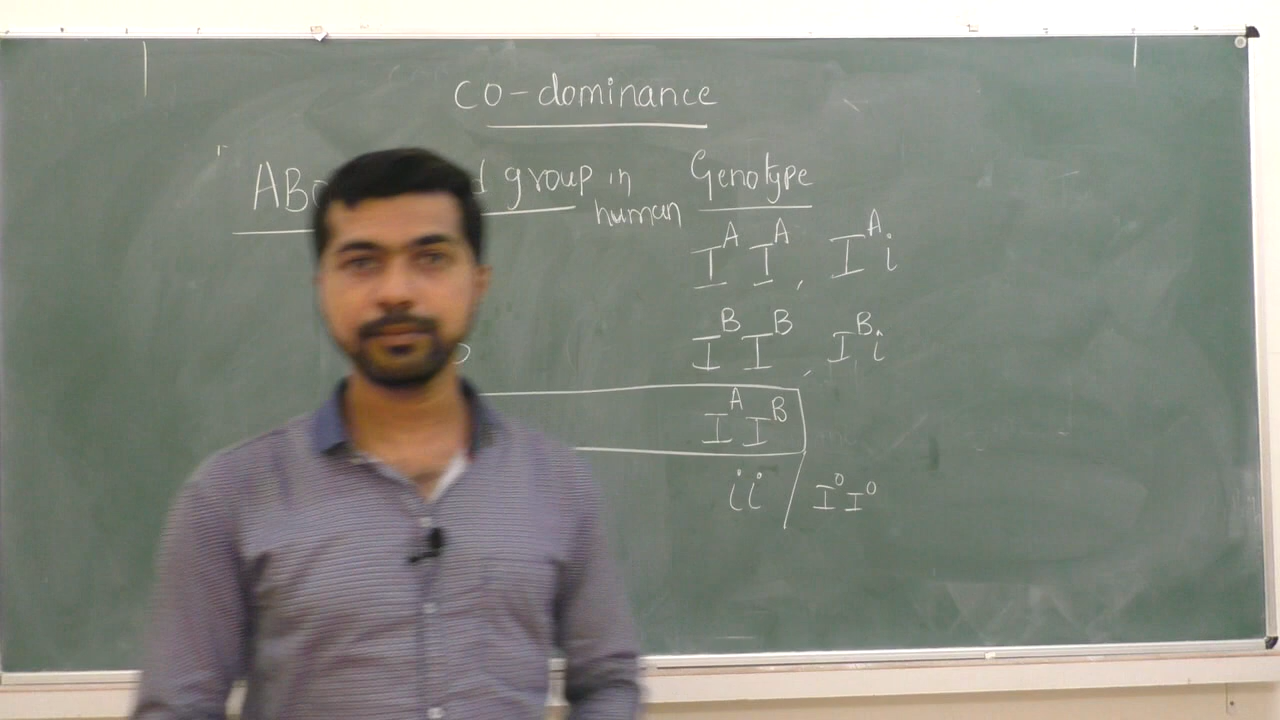 co-dominance
ABO group in human
Genotype
I^A I^A, I^A i
I^B I^B, I^B i
I^A I^B
ii / I^o I^o